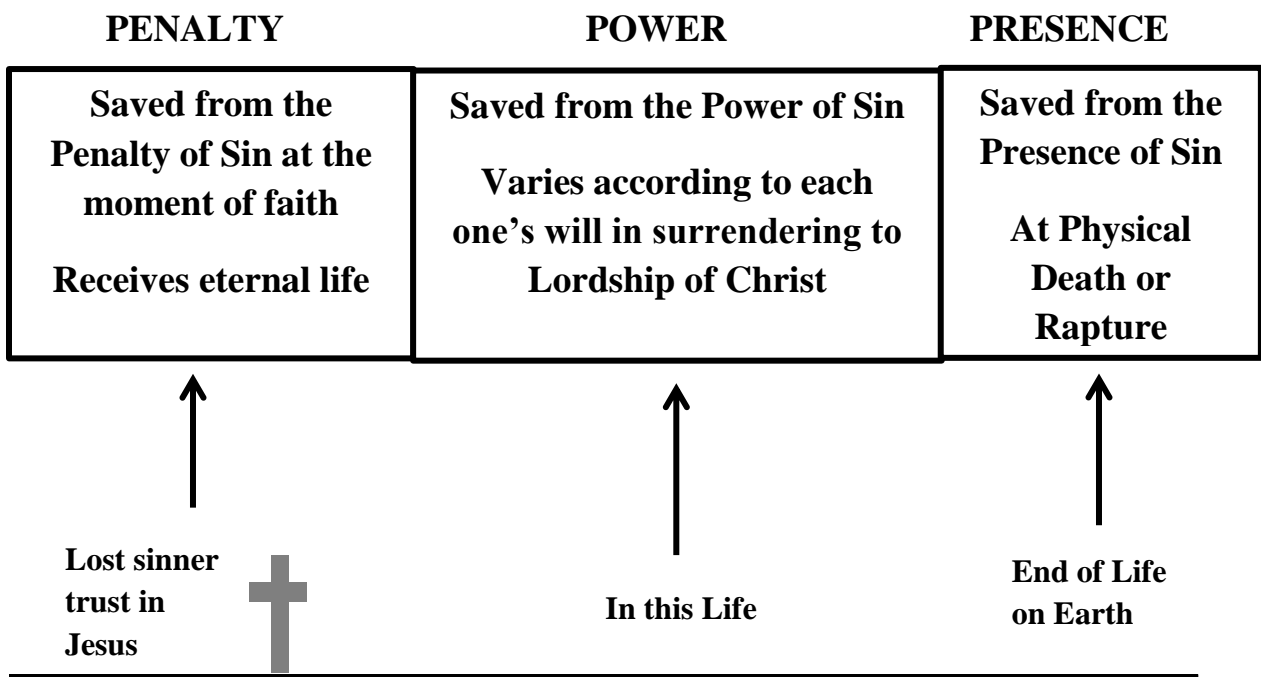 PENALTY
POWER
PRESENCE
Saved from the
Penalty of Sin at the
moment of faith
Receives eternal life
Saved from the Power of Sin
Varies according to each
one’s will in surrendering to
Lordship of Christ
Saved from the
Presence of Sin
At Physical
Death or
Rapture
Lost sinner
trust in
Jesus
In this Life
End of Life
on Earth